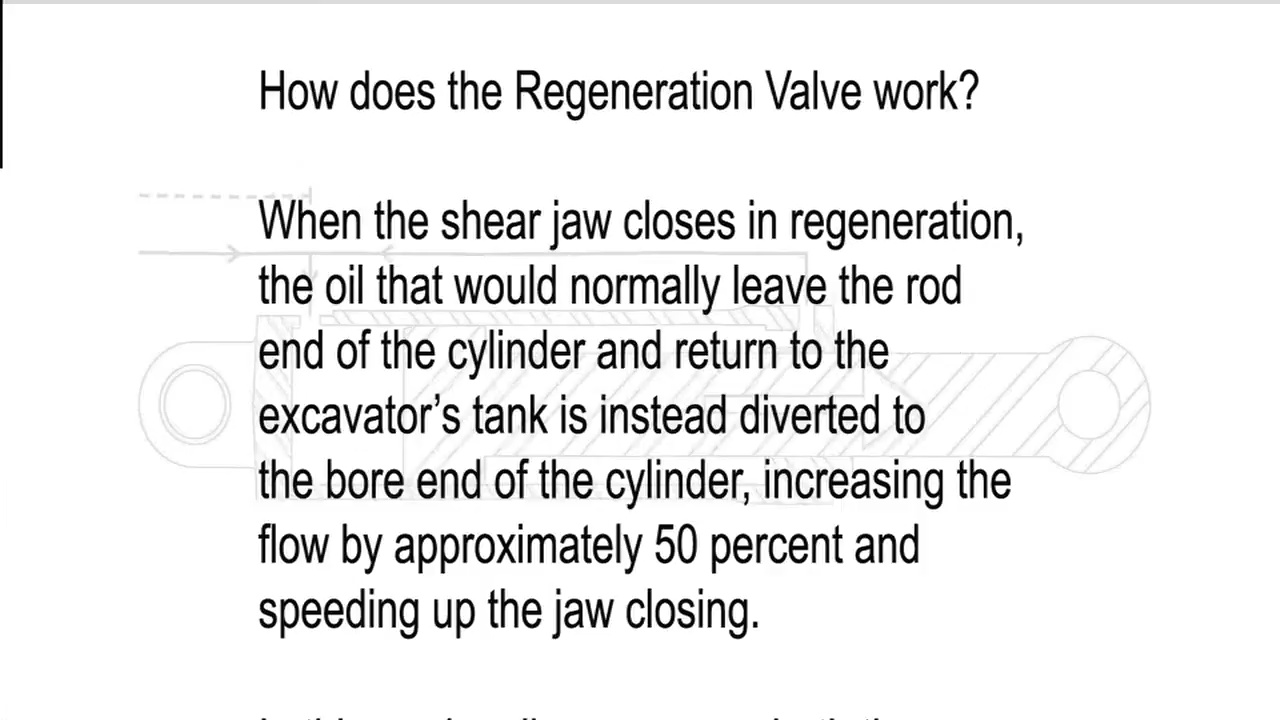 How does the Regeneration Valve work?
When the shear jaw closes in regeneration,
the oil that would normally leave the rod
end of the cylinder and return to the
excavator’s tank is instead diverted to
the bore end of the cylinder, increasing the
flow by approximately 50 percent and
speeding up the jaw closing.